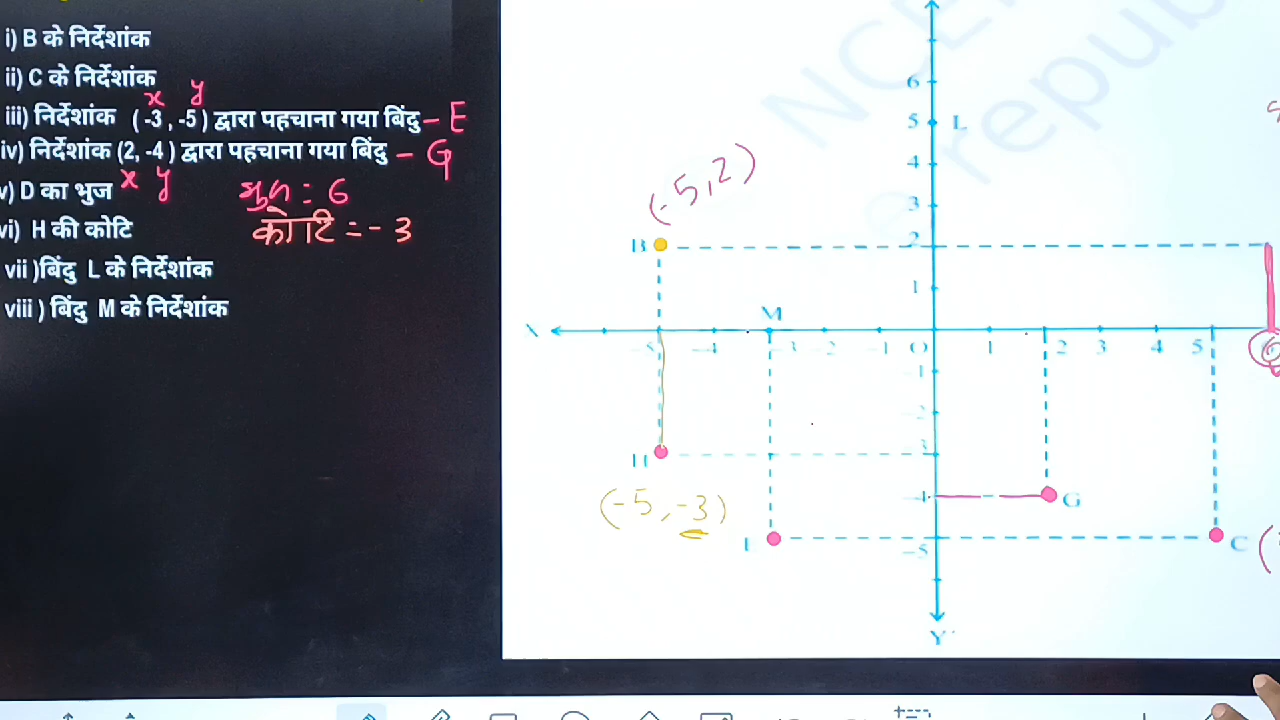 i) B के निर्देशांक
ii) C के निर्देशांक
x y
iii) निर्देशांक (-3, -5) द्वारा पहचाना गया बिंदु - E
iv) निर्देशांक (2, -4) द्वारा पहचाना गया बिंदु - G
x y
v) D का भुज भुज = 6
vi) H की कोटि कोटि = - 3
vii )बिंदु L के निर्देशांक
viii ) बिंदु M के निर्देशांक
6
5 L
4
(-5,2)
3
B 2
1
M
-5 -4 -3 -2 -1 O 1 2 3 4 5 6
-1
-2
H -3
(-5,-3) -4 G
-5 C
Y'